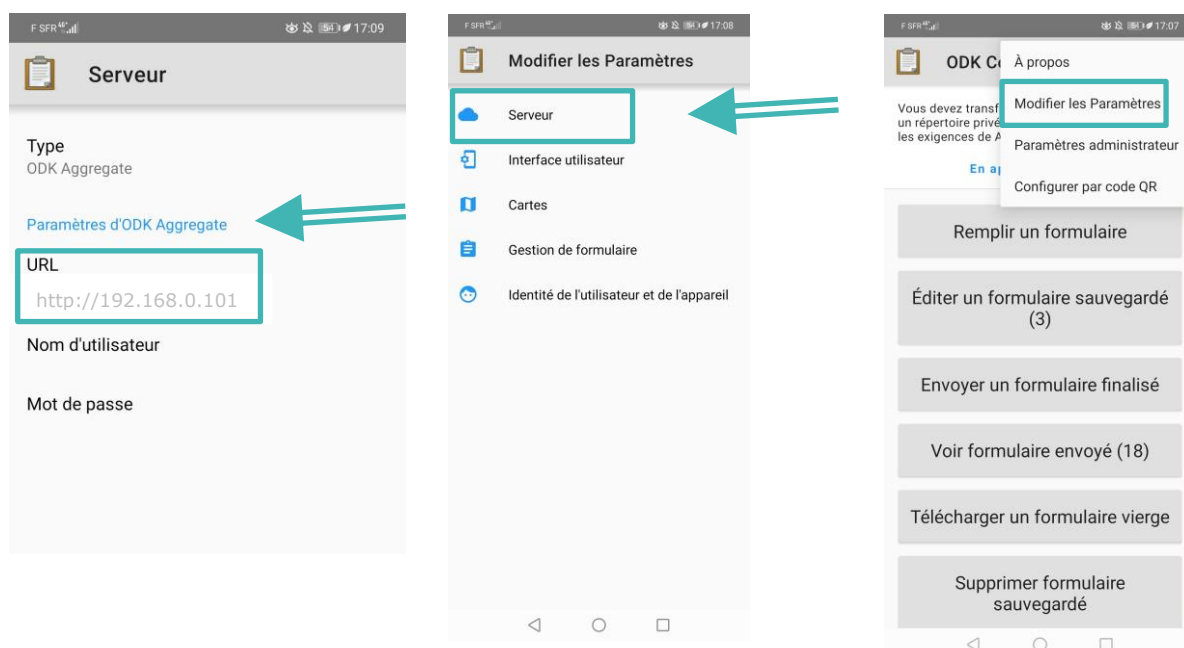 F SFR 17:09
Serveur
Type
ODK Aggregate
Paramètres d'ODK Aggregate
URL
http://192.168.0.101
Nom d'utilisateur
Mot de passe
F SFR 17:08
Modifier les Paramètres
Serveur
Interface utilisateur
Cartes
Gestion de formulaire
Identité de l'utilisateur et de l'appareil
F SFR 17:07
ODK C
À propos
Modifier les Paramètres
Paramètres administrateur
Configurer par code QR
Vous devez transf
un répertoire privé
les exigences de A
En a
Remplir un formulaire
Éditer un formulaire sauvegardé
(3)
Envoyer un formulaire finalisé
Voir formulaire envoyé (18)
Télécharger un formulaire vierge
Supprimer formulaire
sauvegardé